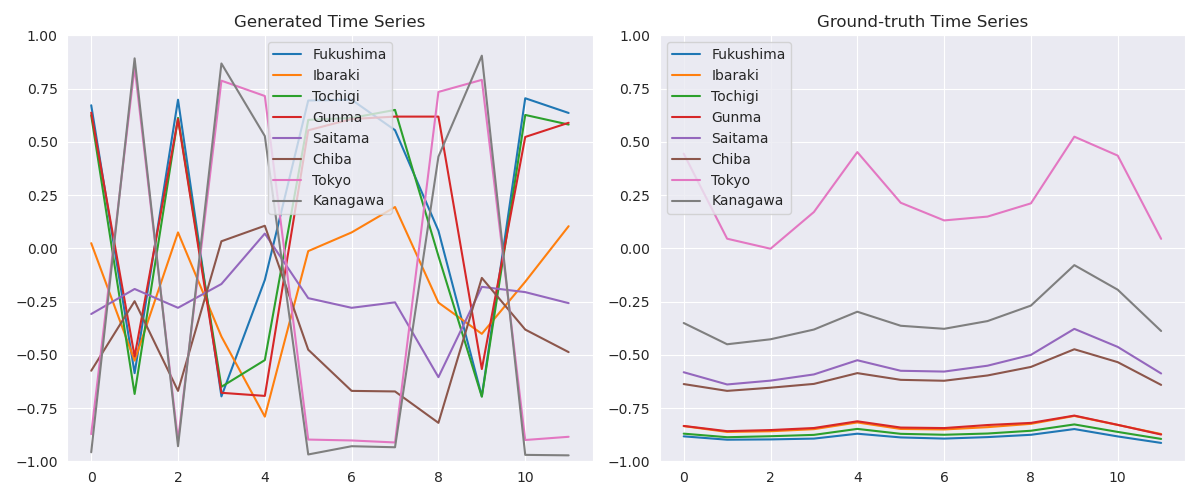 Generated Time Series
1.00
0.75
0.50
0.25
0.00
−0.25
−0.50
−0.75
−1.00
0 2 4 6 8 10
Fukushima
Ibaraki
Tochigi
Gunma
Saitama
Chiba
Tokyo
Kanagawa
Ground-truth Time Series
1.00
0.75
0.50
0.25
0.00
−0.25
−0.50
−0.75
−1.00
0 2 4 6 8 10
Fukushima
Ibaraki
Tochigi
Gunma
Saitama
Chiba
Tokyo
Kanagawa